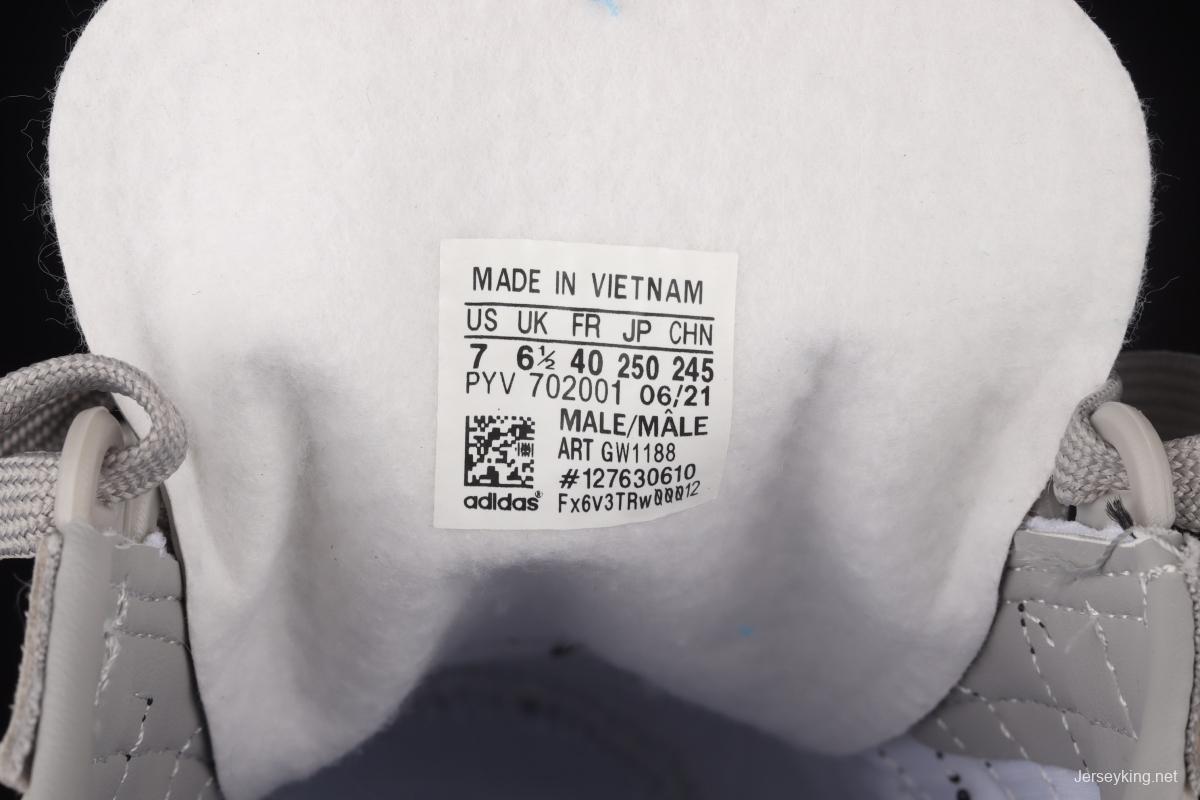 MADE IN VIETNAM
US UK FR JP CHN
7 6½ 40 250 245
PYV 702001 06/21
MALE/MÂLE
ART GW1188
#127630610
Fx6V3TRw00012
adidas®
Jerseyking.net